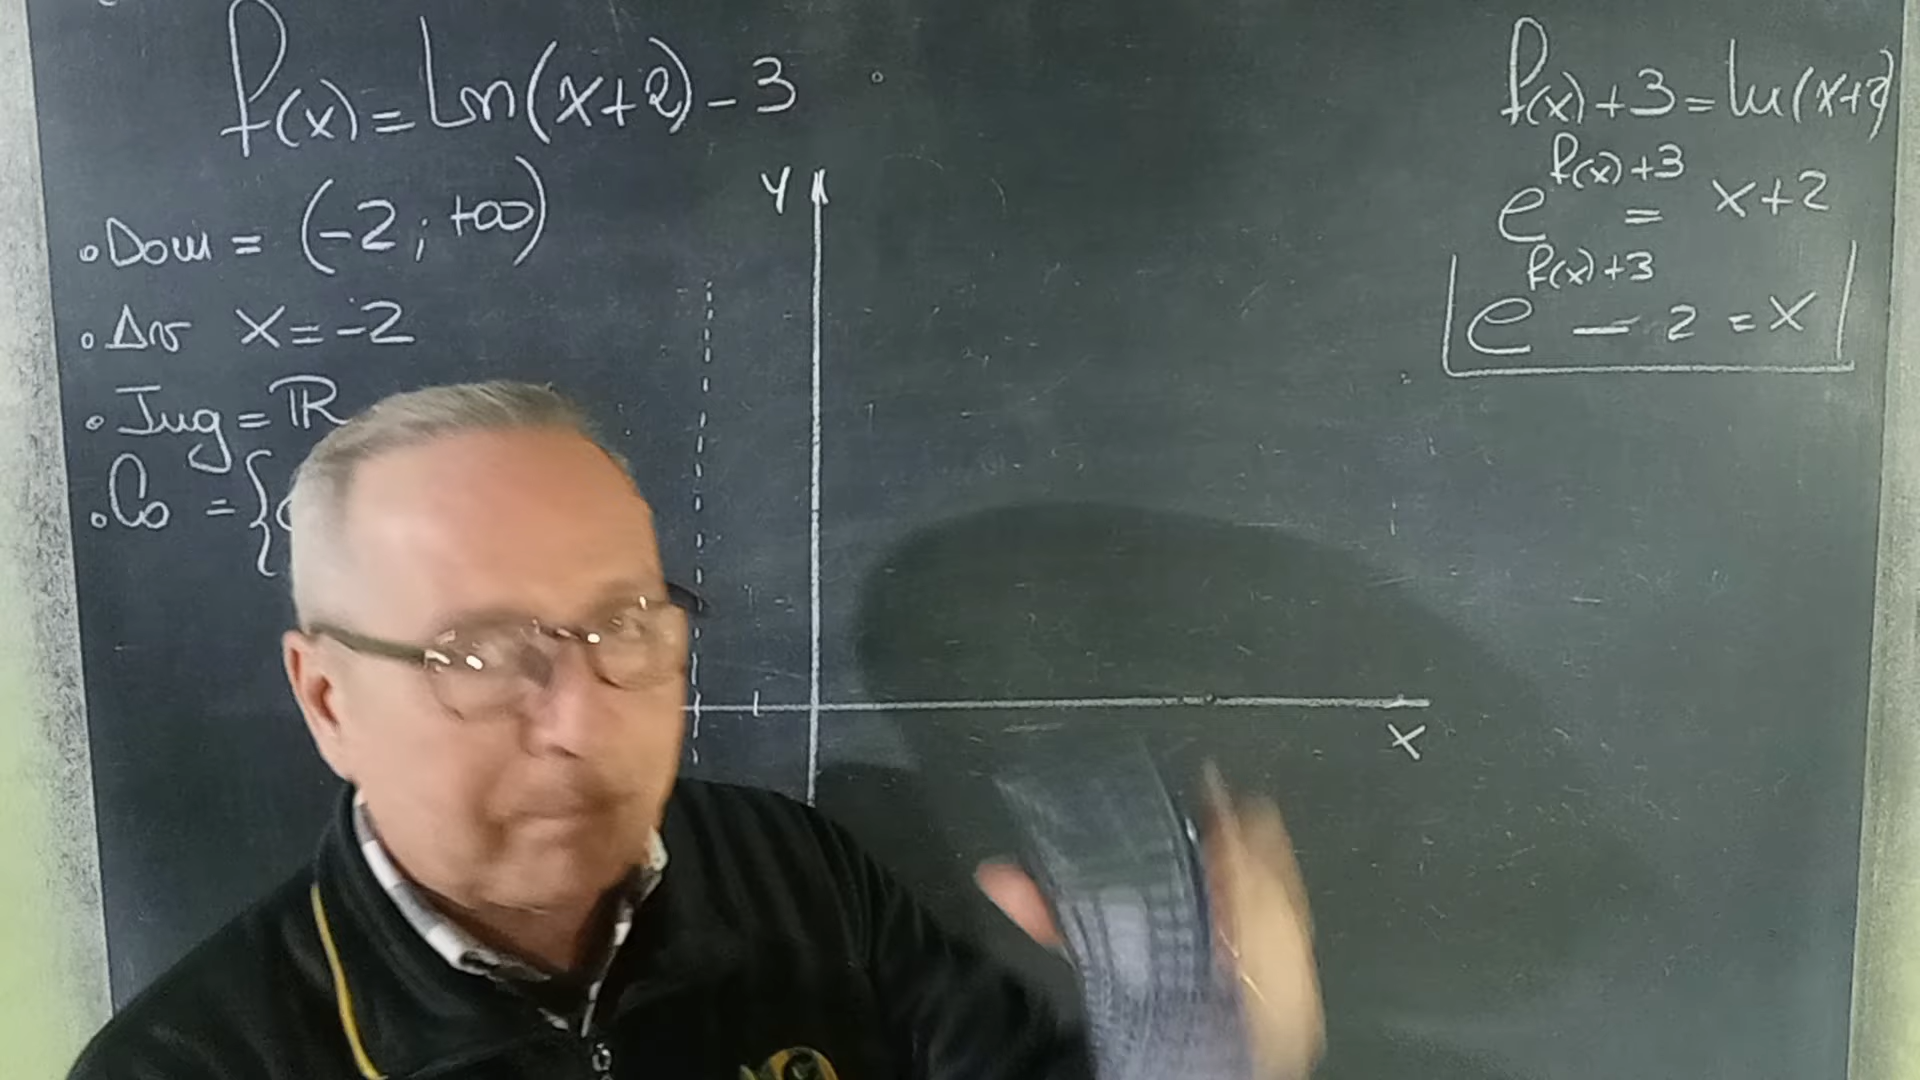 f(x) = ln(x+2) - 3
• Dom = (-2; +∞)
• Av x = -2
• Img = ℝ
• Co = {
y
x
f(x) + 3 = ln(x+2)
e^{f(x)+3} = x+2
e^{f(x)+3} - 2 = x